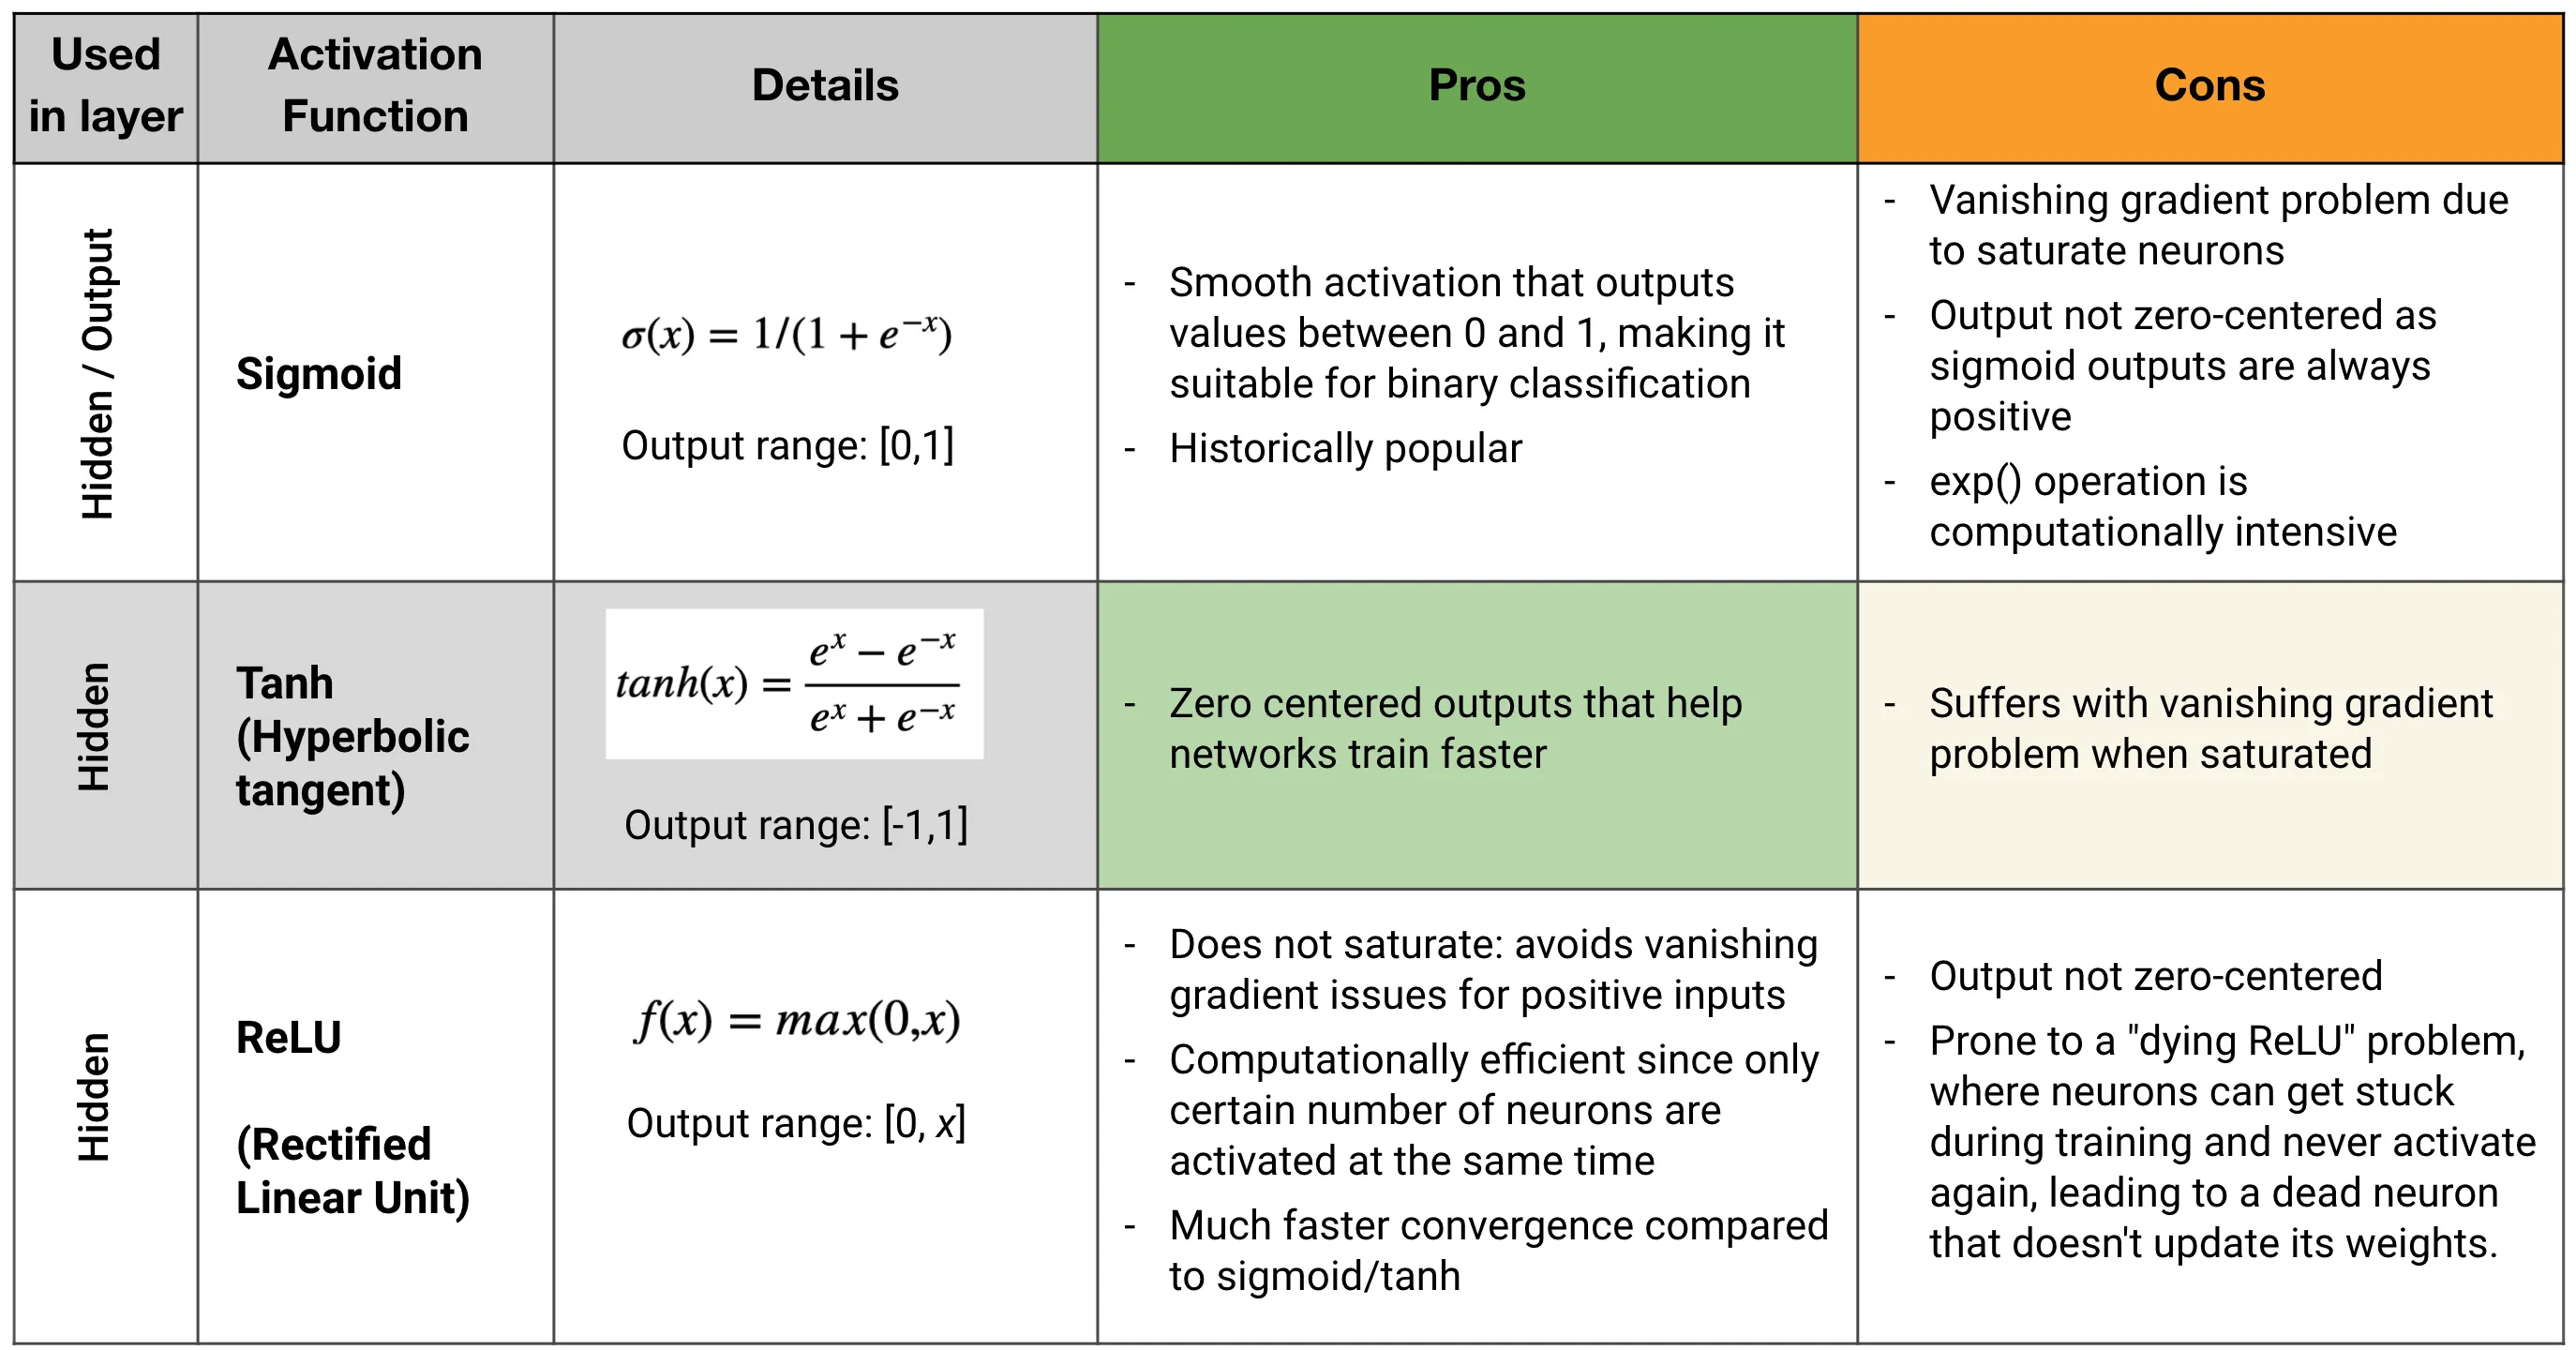 Used
in layer
Activation
Function
Details
Pros
Cons
Hidden / Output
Sigmoid
σ(x) = 1/(1 + e^{−x})
Output range: [0,1]
- Smooth activation that outputs
values between 0 and 1, making it
suitable for binary classification
- Historically popular
- Vanishing gradient problem due
to saturate neurons
- Output not zero-centered as
sigmoid outputs are always
positive
- exp() operation is
computationally intensive
Hidden
Tanh
(Hyperbolic
tangent)
tanh(x) = \frac{e^x − e^{−x}}{e^x + e^{−x}}
Output range: [-1,1]
- Zero centered outputs that help
networks train faster
- Suffers with vanishing gradient
problem when saturated
Hidden
ReLU
(Rectified
Linear Unit)
f(x) = max(0,x)
Output range: [0, x]
- Does not saturate: avoids vanishing
gradient issues for positive inputs
- Computationally efficient since only
certain number of neurons are
activated at the same time
- Much faster convergence compared
to sigmoid/tanh
- Output not zero-centered
- Prone to a "dying ReLU" problem,
where neurons can get stuck
during training and never activate
again, leading to a dead neuron
that doesn't update its weights.